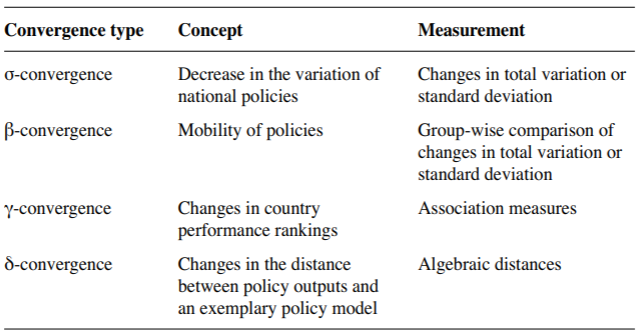 Convergence type Concept Measurement
σ-convergence Decrease in the variation of Changes in total variation or
national policies standard deviation
β-convergence Mobility of policies Group-wise comparison of
changes in total variation or
standard deviation
γ-convergence Changes in country Association measures
performance rankings
δ-convergence Changes in the distance Algebraic distances
between policy outputs and
an exemplary policy model